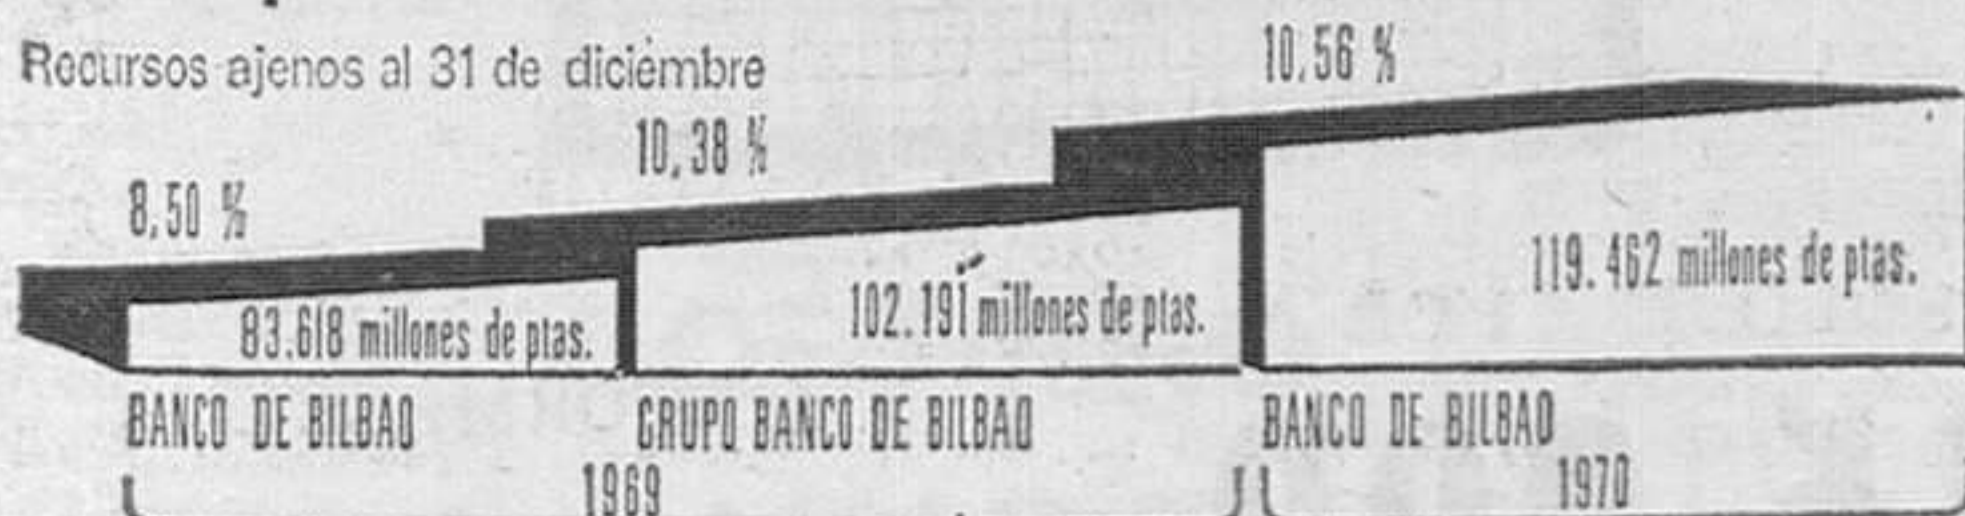 Recursos ajenos al 31 de diciembre
10,56 %
10,38 %
8,50 %
119.462 millones de ptas.
102.191 millones de ptas.
83.618 millones de ptas.
BANCO DE BILBAO
GRUPO BANCO DE BILBAO
BANCO DE BILBAO
1969
1970